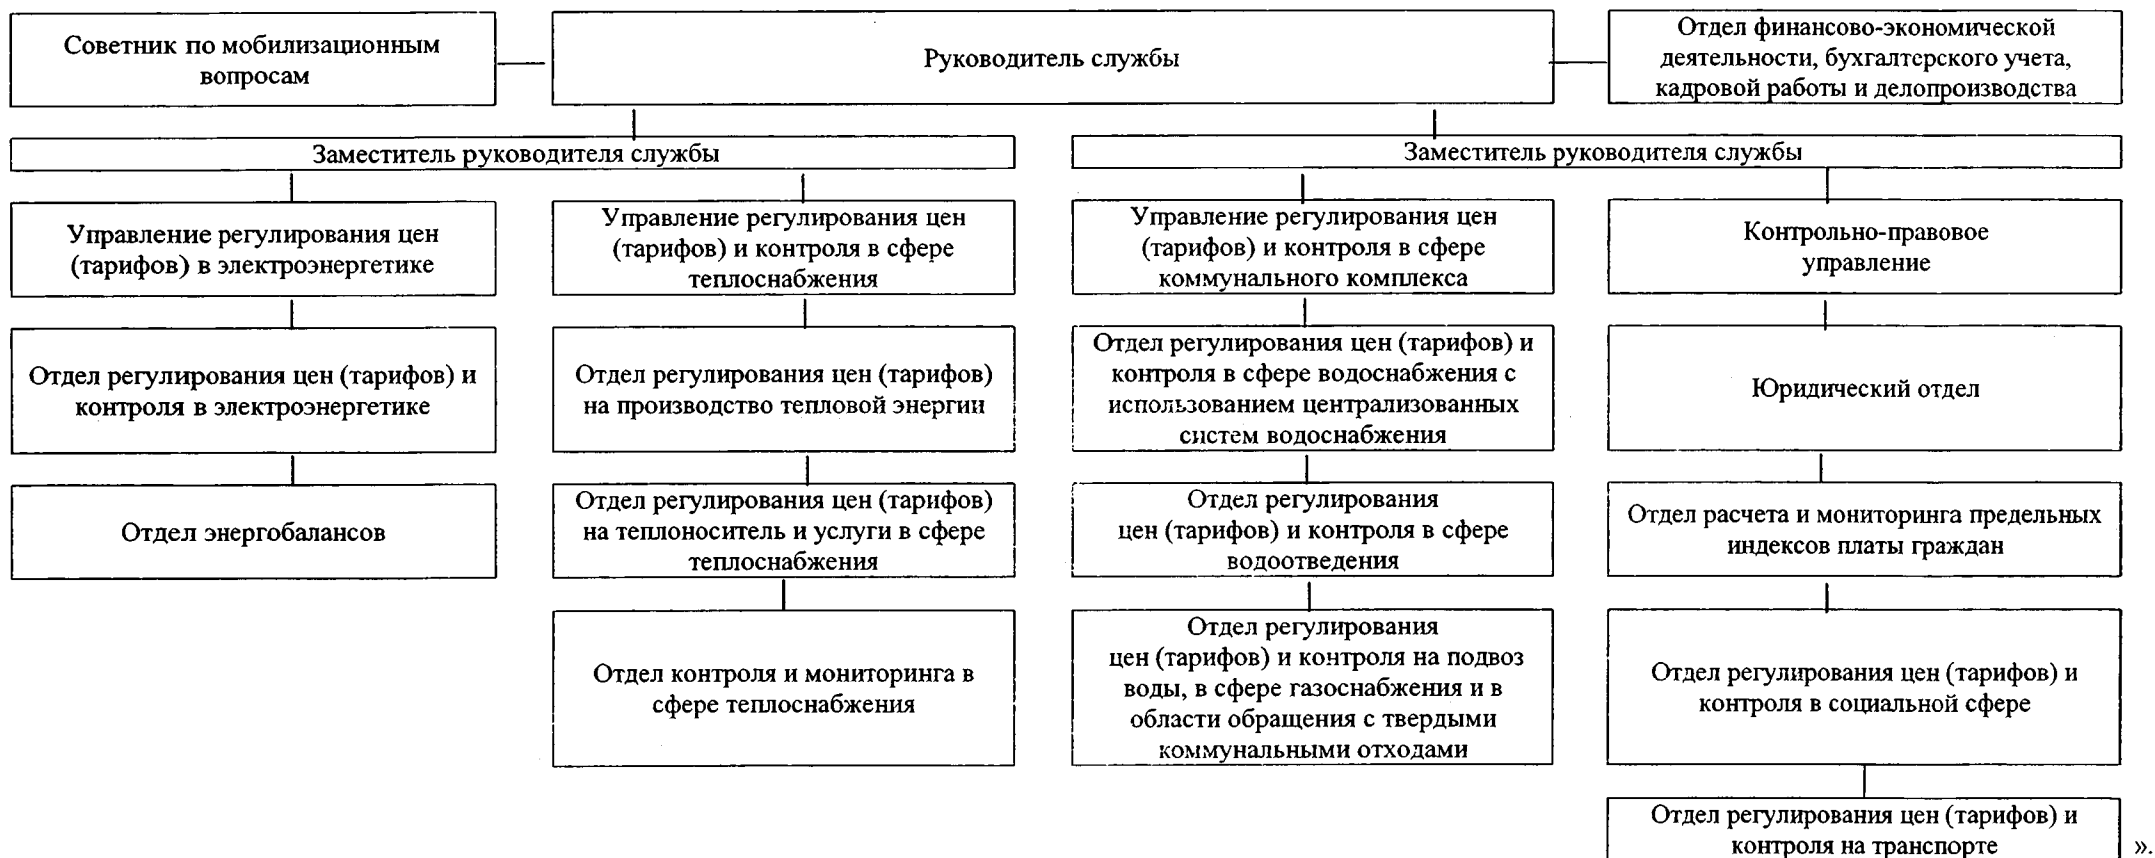 Советник по мобилизационным
вопросам
Руководитель службы
Отдел финансово-экономической
деятельности, бухгалтерского учета,
кадровой работы и делопроизводства
Заместитель руководителя службы
Заместитель руководителя службы
Управление регулирования цен
(тарифов) в электроэнергетике
Управление регулирования цен
(тарифов) и контроля в сфере
теплоснабжения
Управление регулирования цен
(тарифов) и контроля в сфере
коммунального комплекса
Контрольно-правовое
управление
Отдел регулирования цен (тарифов) и
контроля в электроэнергетике
Отдел регулирования цен (тарифов)
на производство тепловой энергии
Отдел регулирования цен (тарифов) и
контроля в сфере водоснабжения с
использованием централизованных
систем водоснабжения
Юридический отдел
Отдел энергобалансов
Отдел регулирования цен (тарифов)
на теплоноситель и услуги в сфере
теплоснабжения
Отдел регулирования
цен (тарифов) и контроля в сфере
водоотведения
Отдел расчета и мониторинга предельных
индексов платы граждан
Отдел контроля и мониторинга в
сфере теплоснабжения
Отдел регулирования
цен (тарифов) и контроля на подвоз
воды, в сфере газоснабжения и в
области обращения с твердыми
коммунальными отходами
Отдел регулирования цен (тарифов) и
контроля в социальной сфере
Отдел регулирования цен (тарифов) и
контроля на транспорте
».